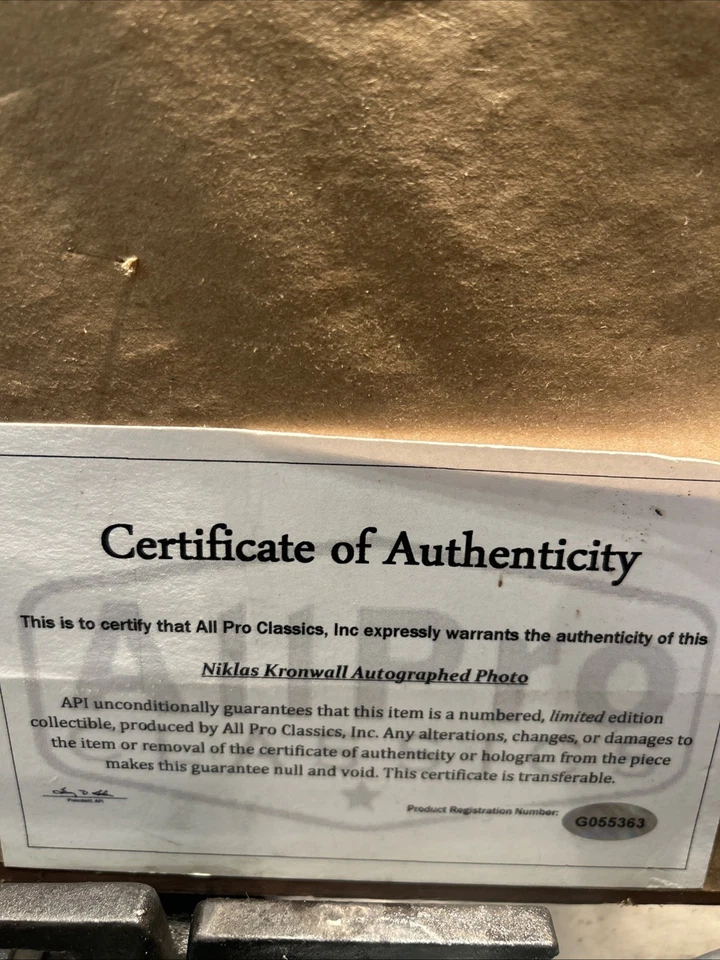 Certificate of Authenticity
AllPro
This is to certify that All Pro Classics, Inc expressly warrants the authenticity of this
Niklas Kronwall Autographed Photo
API unconditionally guarantees that this item is a numbered, limited edition
collectible, produced by All Pro Classics, Inc. Any alterations, changes, or damages to
the item or removal of the certificate of authenticity or hologram from the piece
makes this guarantee null and void. This certificate is transferable.
President, API
Product Registration Number:
G055363